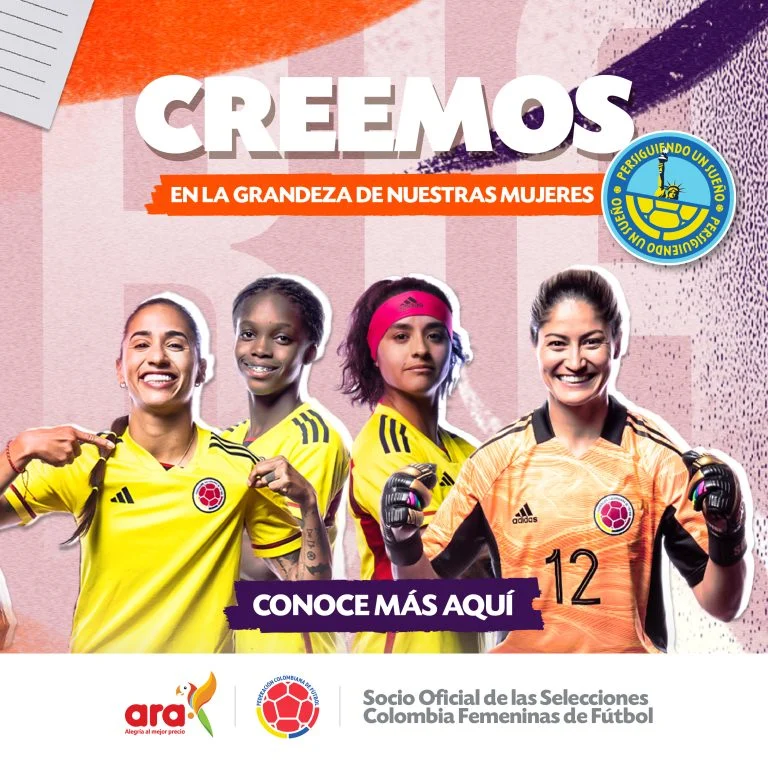 CREEMOS
EN LA GRANDEZA DE NUESTRAS MUJERES
PERSIGUIENDO UN SUEÑO
PERSIGUIENDO UN SUEÑO
adidas
12
CONOCE MÁS AQUÍ
ara
Alegría al mejor precio
FEDERACIÓN COLOMBIANA DE FÚTBOL
Socio Oficial de las Selecciones
Colombia Femeninas de Fútbol